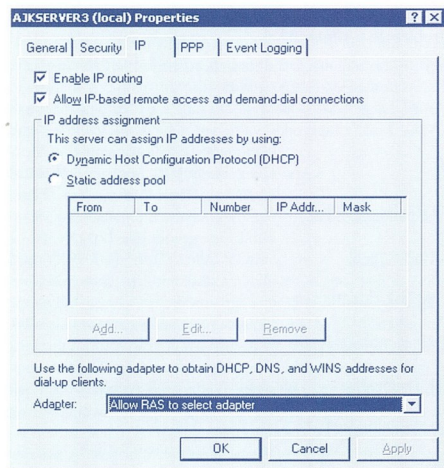 AJKSERVER3 (local) Properties
General Security IP PPP Event Logging
Enable IP routing
Allow IP-based remote access and demand-dial connections
IP address assignment
This server can assign IP addresses by using:
Dynamic Host Configuration Protocol (DHCP)
Static address pool
From To Number IP Addr... Mask
Add... Edit... Remove
Use the following adapter to obtain DHCP, DNS, and WINS addresses for
dial-up clients.
Adapter: Allow RAS to select adapter
OK Cancel Apply